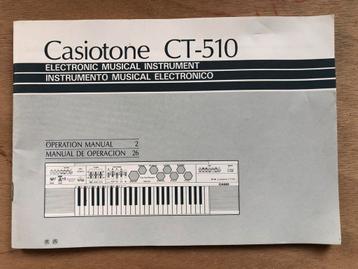 Casiotone CT-510
ELECTRONIC MUSICAL INSTRUMENT
INSTRUMENTO MUSICAL ELECTRONICO
OPERATION MANUAL 2
MANUAL DE OPERACION 26
CASIO